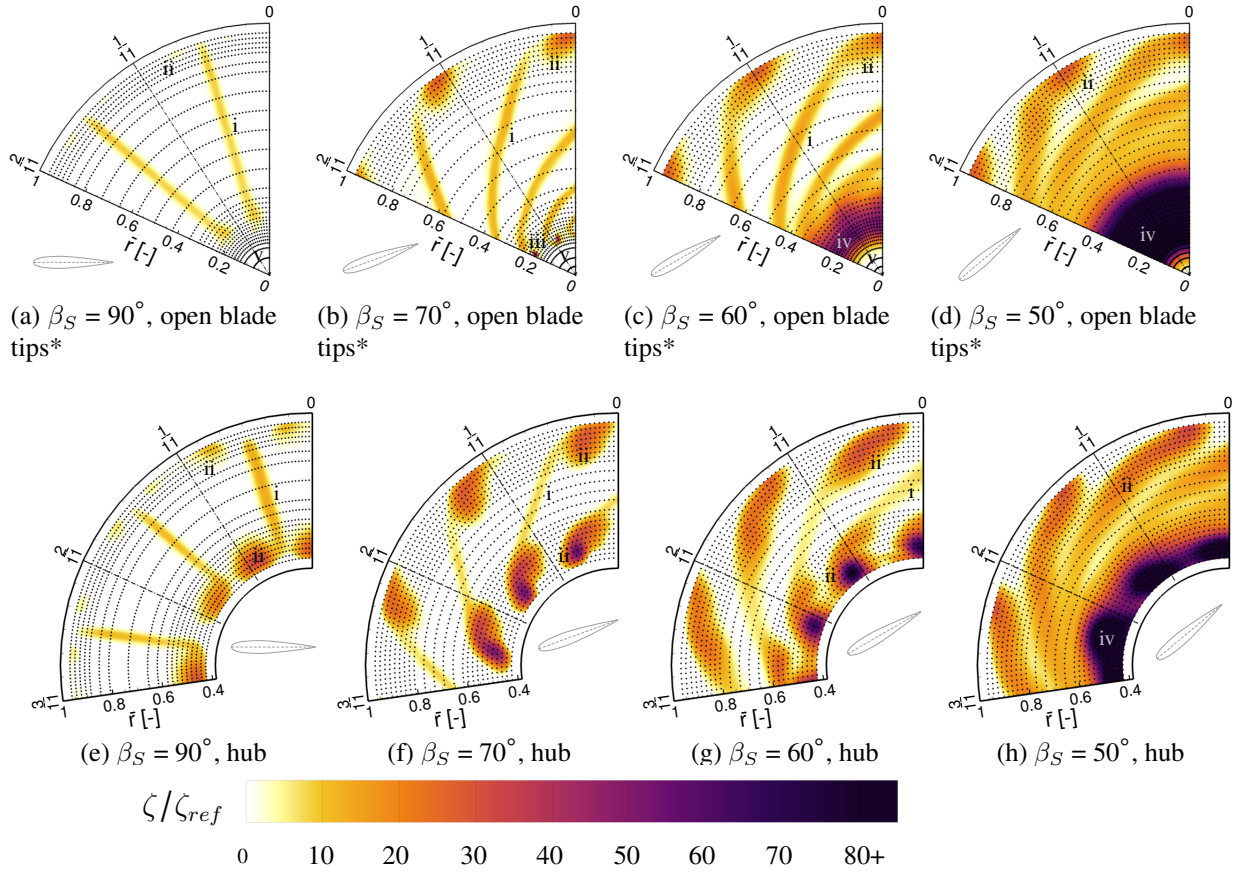 0 0 0 0
1/11 1/11 1/11 1/11
ii ii ii ii
i i i
iii iv iv
v v v
2/11 2/11 2/11 2/11
1 0.8 0.6 0.4 0.2 0
1 0.8 0.6 0.4 0.2 0
1 0.8 0.6 0.4 0.2 0
1 0.8 0.6 0.4 0.2 0
r̄ [-] r̄ [-] r̄ [-] r̄ [-]
(a) β_S = 90°, open blade
tips*
(b) β_S = 70°, open blade
tips*
(c) β_S = 60°, open blade
tips*
(d) β_S = 50°, open blade
tips*
0 0 0 0
1/11 1/11 1/11 1/11
ii ii ii ii
i i i
2/11 2/11 2/11 2/11
ii ii ii iv
3/11 3/11 3/11 3/11
1 0.8 0.6 0.4
1 0.8 0.6 0.4
1 0.8 0.6 0.4
1 0.8 0.6 0.4
r̄ [-] r̄ [-] r̄ [-] r̄ [-]
(e) β_S = 90°, hub
(f) β_S = 70°, hub
(g) β_S = 60°, hub
(h) β_S = 50°, hub
ζ/ζ_ref
0 10 20 30 40 50 60 70 80+